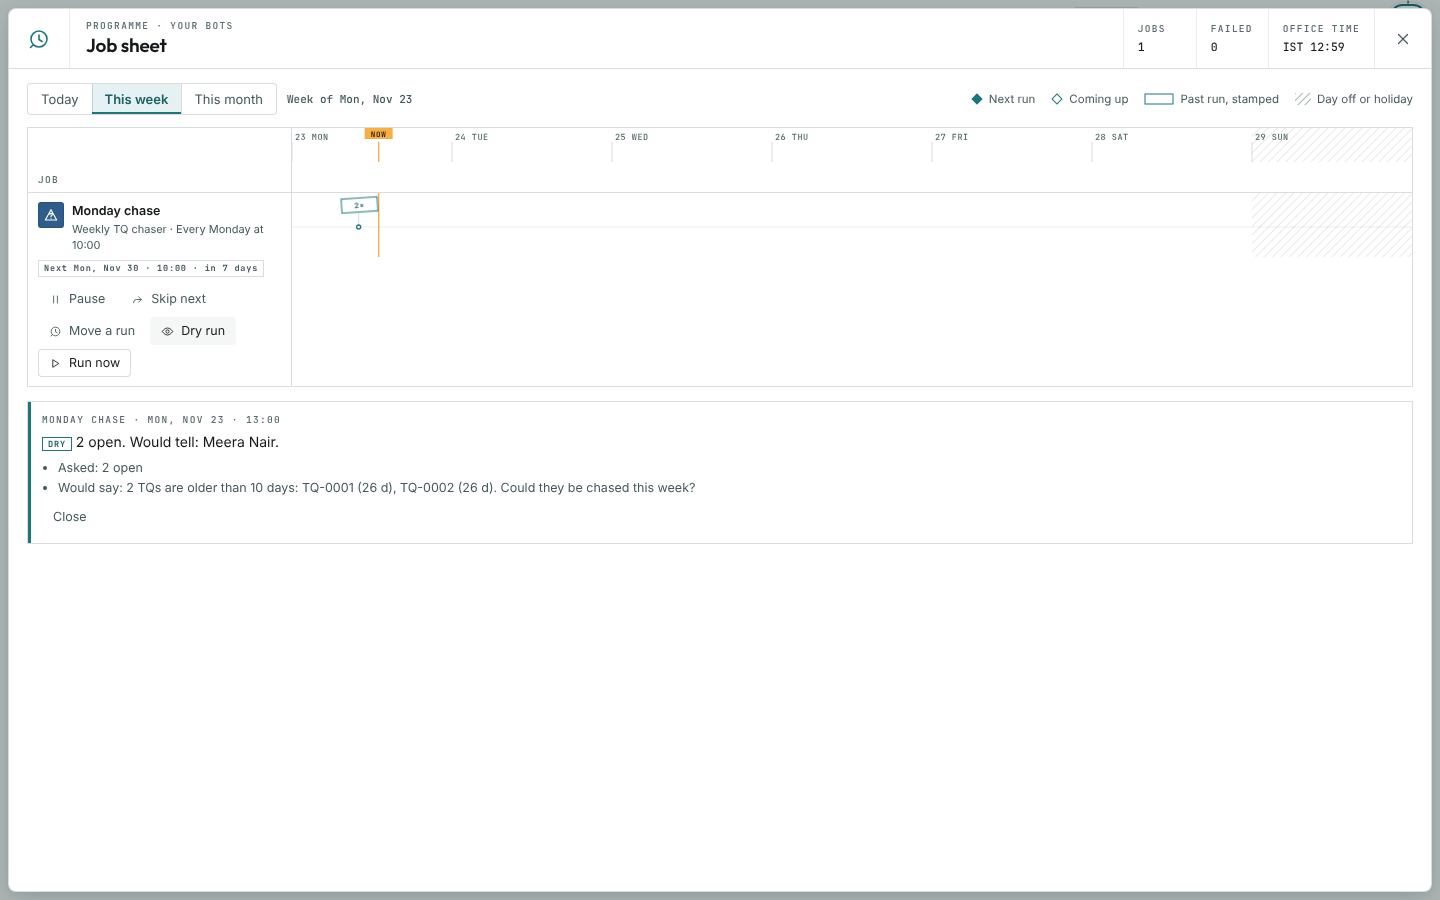 PROGRAMME · YOUR BOTS
Job sheet
JOBS
1
FAILED
0
OFFICE TIME
IST 12:59
Today
This week
This month
Week of Mon, Nov 23
Next run
Coming up
Past run, stamped
Day off or holiday
JOB
23 MON
NOW
24 TUE
25 WED
26 THU
27 FRI
28 SAT
29 SUN
Monday chase
Weekly TQ chaser · Every Monday at
10:00
Next Mon, Nov 30 · 10:00 · in 7 days
Pause
Skip next
Move a run
Dry run
Run now
MONDAY CHASE · MON, NOV 23 · 13:00
DRY 2 open. Would tell: Meera Nair.
• Asked: 2 open
• Would say: 2 TQs are older than 10 days: TQ-0001 (26 d), TQ-0002 (26 d). Could they be chased this week?
Close